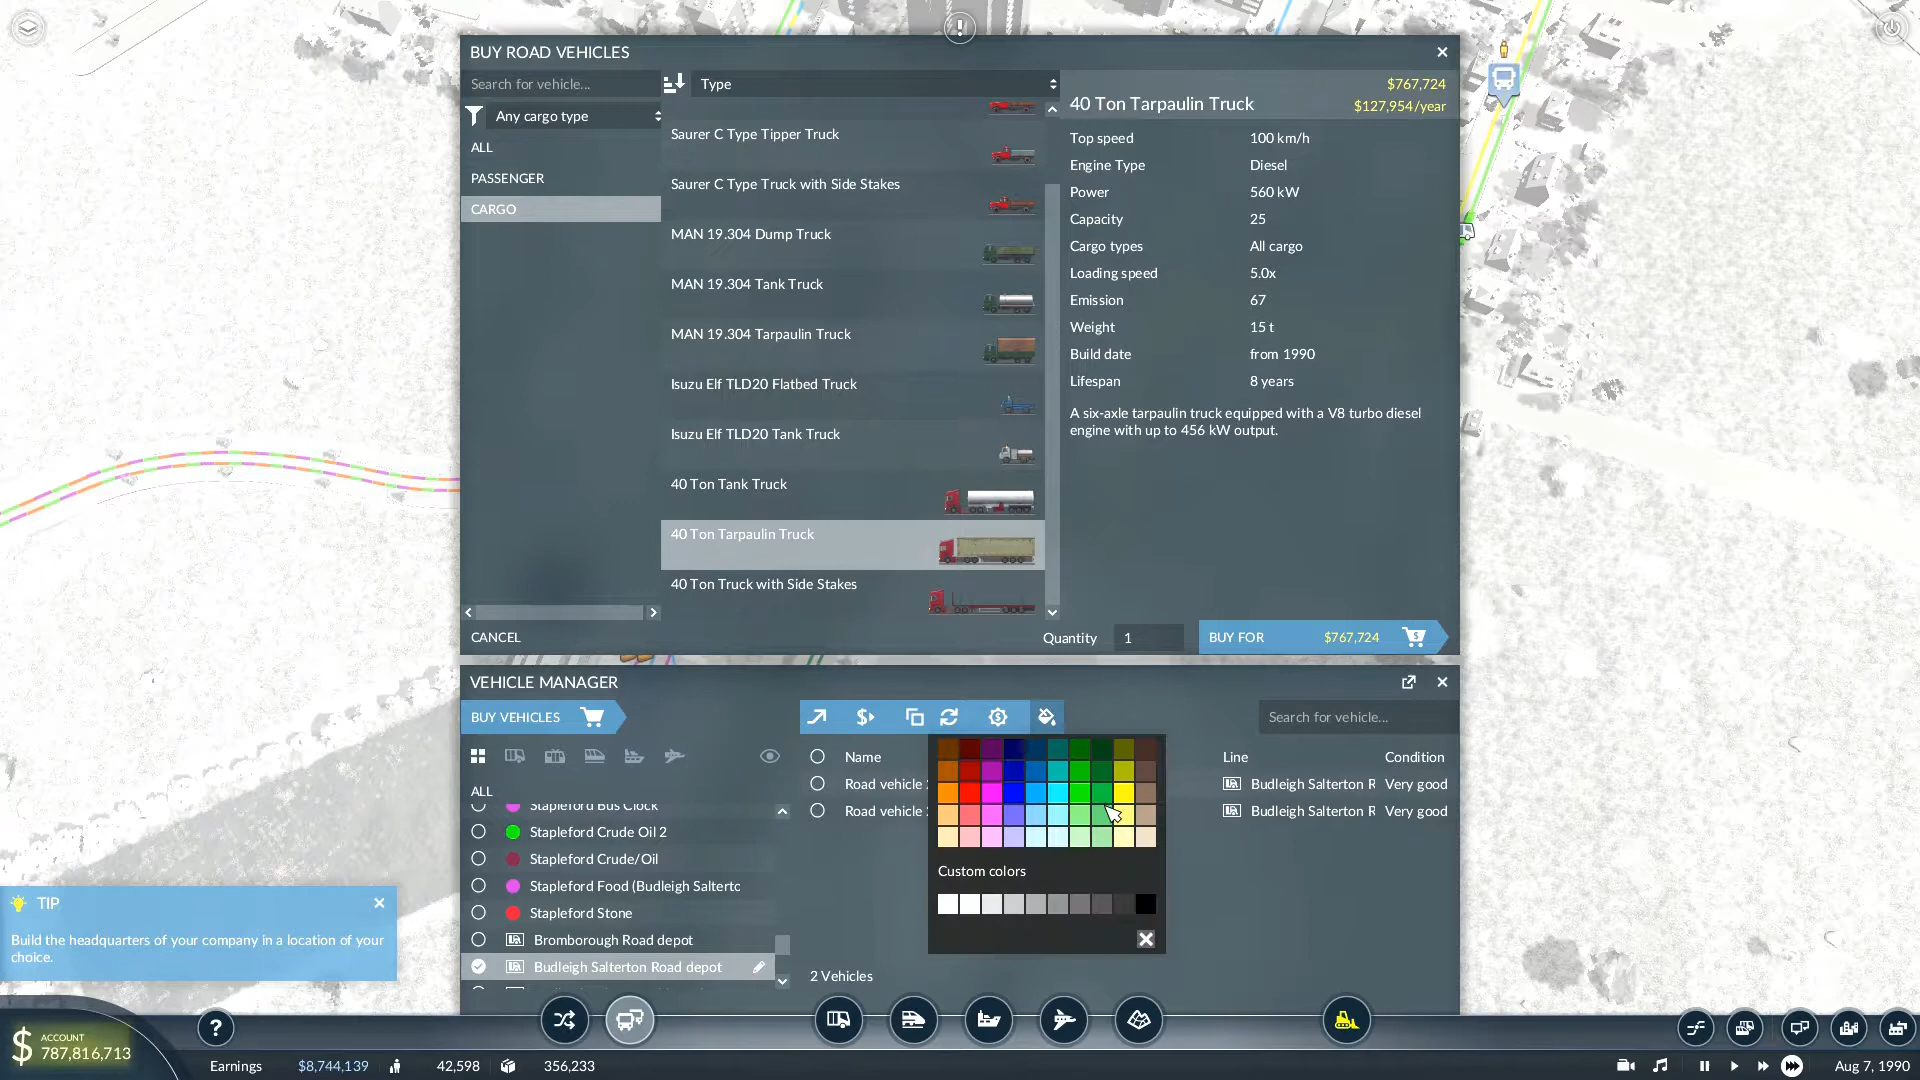 BUY ROAD VEHICLES
Search for vehicle...
Type
Any cargo type
ALL
PASSENGER
CARGO
Saurer C Type Tipper Truck
Saurer C Type Truck with Side Stakes
MAN 19.304 Dump Truck
MAN 19.304 Tank Truck
MAN 19.304 Tarpaulin Truck
Isuzu Elf TLD20 Flatbed Truck
Isuzu Elf TLD20 Tank Truck
40 Ton Tank Truck
40 Ton Tarpaulin Truck
40 Ton Truck with Side Stakes
$767,724
40 Ton Tarpaulin Truck
$127,954/year
Top speed 100 km/h
Engine Type Diesel
Power 560 kW
Capacity 25
Cargo types All cargo
Loading speed 5.0x
Emission 67
Weight 15 t
Build date from 1990
Lifespan 8 years
A six-axle tarpaulin truck equipped with a V8 turbo diesel
engine with up to 456 kW output.
CANCEL
Quantity 1
BUY FOR $767,724
VEHICLE MANAGER
BUY VEHICLES
Search for vehicle...
ALL
Stapleford Bus Clock
Stapleford Crude Oil 2
Stapleford Crude/Oil
Stapleford Food (Budleigh Salterto
Stapleford Stone
Bromborough Road depot
Budleigh Salterton Road depot
Name Line Condition
Road vehicle Budleigh Salterton R Very good
Road vehicle Budleigh Salterton R Very good
Custom colors
2 Vehicles
TIP
Build the headquarters of your company in a location of your
choice.
$ ACCOUNT
787,816,713
?
Earnings $8,744,139 42,598 356,233
Aug 7, 1990